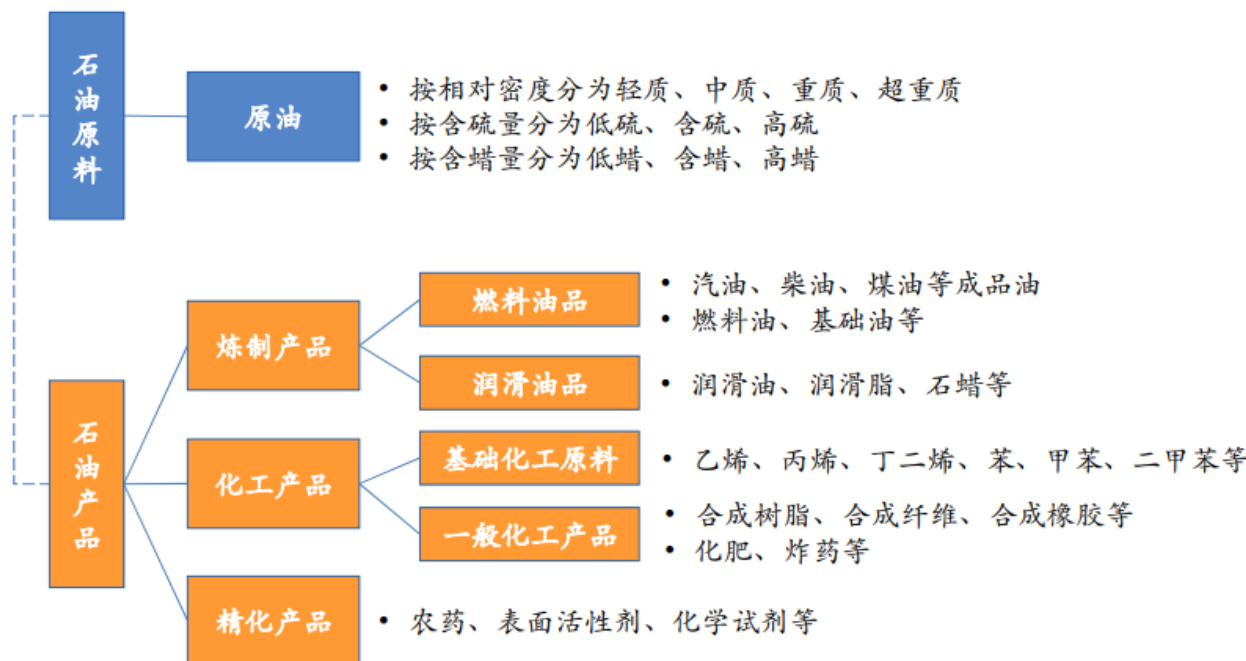 石油原料
原油
• 按相对密度分为轻质、中质、重质、超重质
• 按含硫量分为低硫、含硫、高硫
• 按含蜡量分为低蜡、含蜡、高蜡
石油产品
炼制产品
燃料油品
• 汽油、柴油、煤油等成品油
• 燃料油、基础油等
润滑油品
• 润滑油、润滑脂、石蜡等
化工产品
基础化工原料
• 乙烯、丙烯、丁二烯、苯、甲苯、二甲苯等
一般化工产品
• 合成树脂、合成纤维、合成橡胶等
• 化肥、炸药等
精化产品
• 农药、表面活性剂、化学试剂等